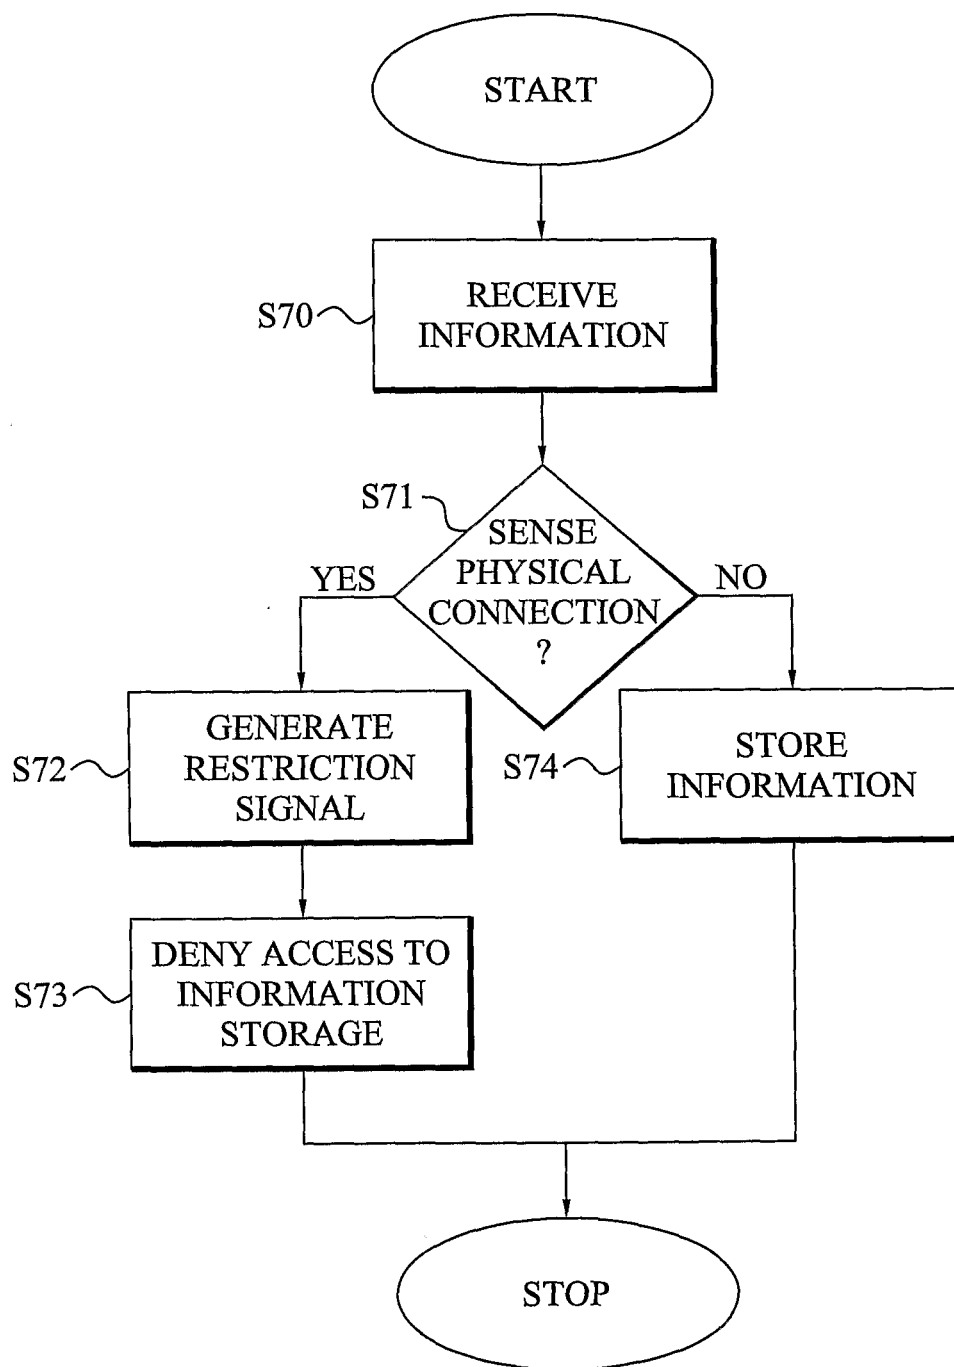 START
S70
RECEIVE
INFORMATION
S71
SENSE
PHYSICAL
CONNECTION
?
YES
NO
S72
GENERATE
RESTRICTION
SIGNAL
S74
STORE
INFORMATION
S73
DENY ACCESS TO
INFORMATION
STORAGE
STOP